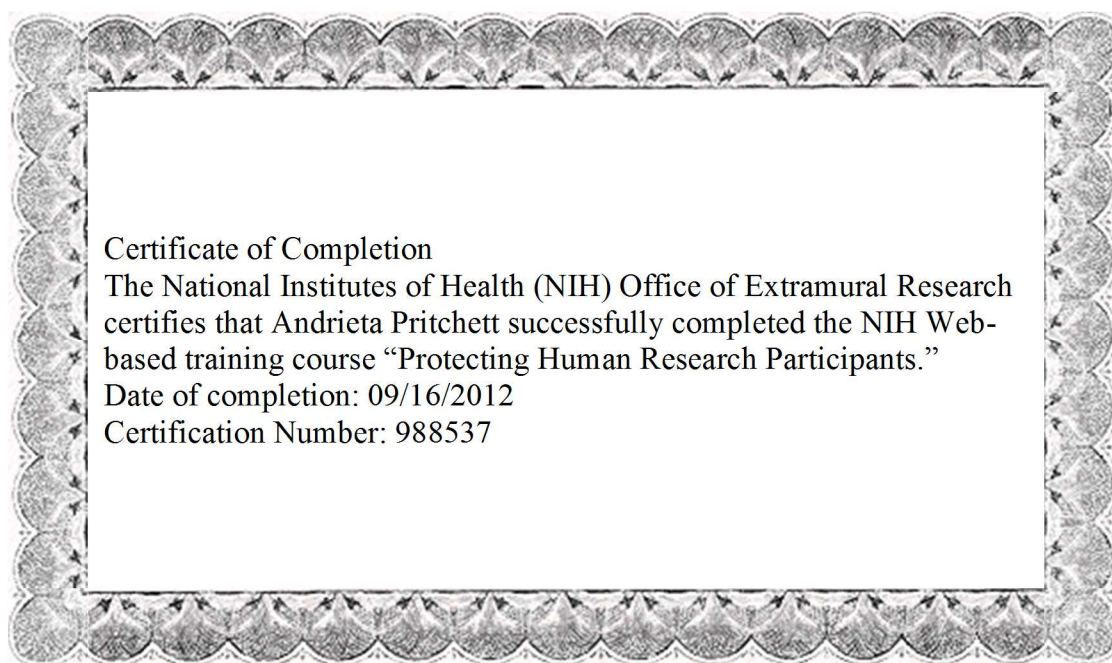 Certificate of Completion
The National Institutes of Health (NIH) Office of Extramural Research
certifies that Andrieta Pritchett successfully completed the NIH Web-
based training course “Protecting Human Research Participants.”
Date of completion: 09/16/2012
Certification Number: 988537